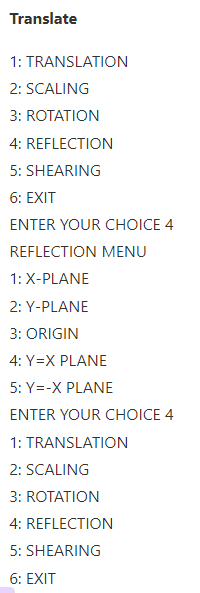 Translate
1: TRANSLATION
2: SCALING
3: ROTATION
4: REFLECTION
5: SHEARING
6: EXIT
ENTER YOUR CHOICE 4
REFLECTION MENU
1: X-PLANE
2: Y-PLANE
3: ORIGIN
4: Y=X PLANE
5: Y=-X PLANE
ENTER YOUR CHOICE 4
1: TRANSLATION
2: SCALING
3: ROTATION
4: REFLECTION
5: SHEARING
6: EXIT